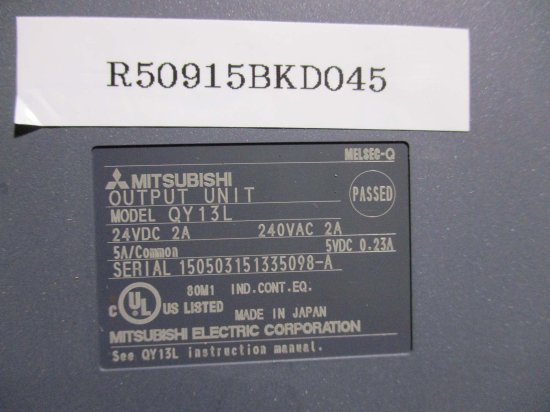 R50915BKD045
MELSEC-Q
MITSUBISHI
OUTPUT UNIT
PASSED
MODEL QY13L
24VDC 2A 240VAC 2A
5A/Common 5VDC 0.23A
SERIAL 150503151335098-A
80M1 IND.CONT.EQ.
C UL US LISTED MADE IN JAPAN
MITSUBISHI ELECTRIC CORPORATION
See QY13L instruction manual.